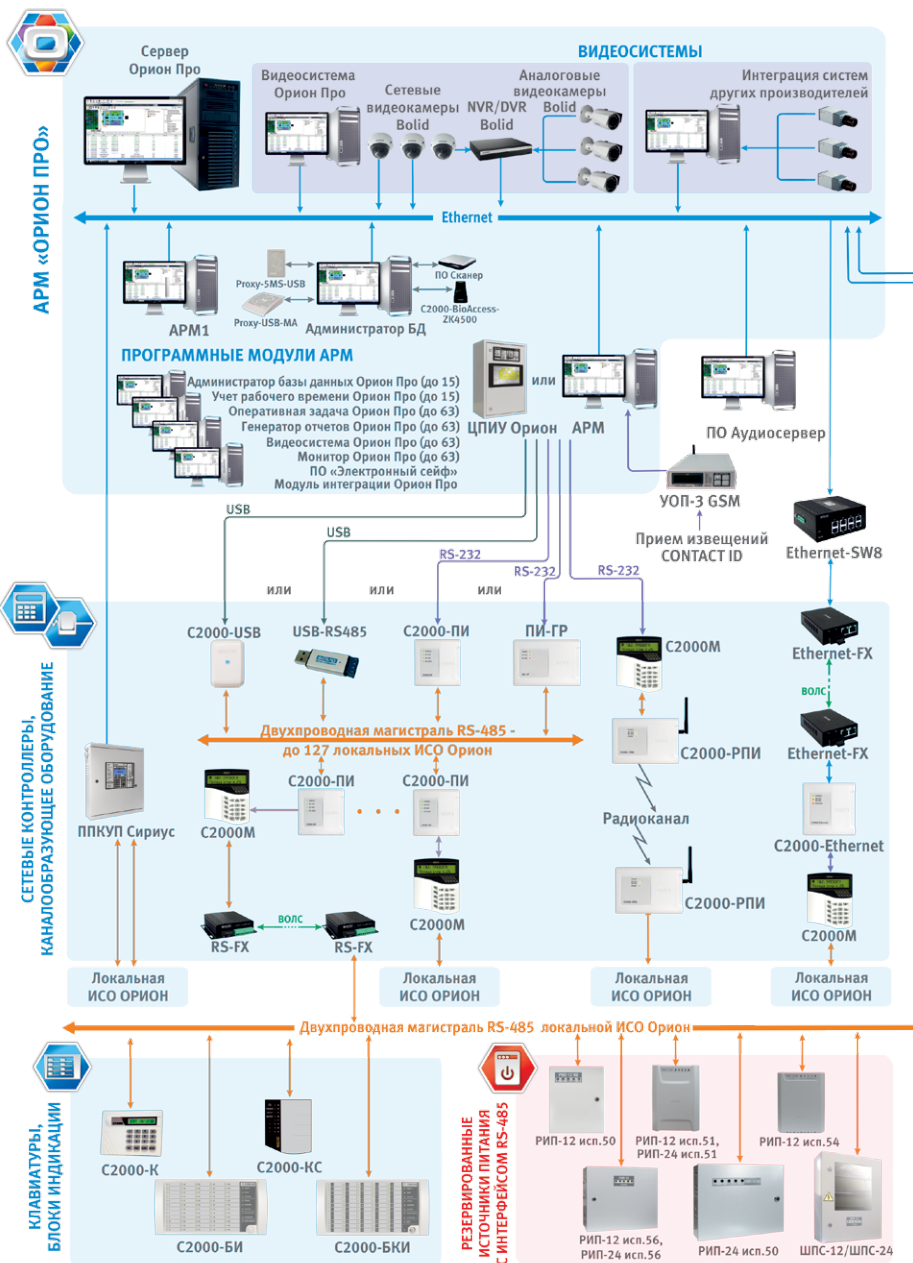 АРМ «ОРИОН ПРО»
Сервер
Орион Про
ВИДЕОСИСТЕМЫ
Видеосистема
Орион Про
Сетевые
видеокамеры
Bolid
NVR/DVR
Bolid
Аналоговые
видеокамеры
Bolid
Интеграция систем
других производителей
Ethernet
АРМ1
Proxy-5MS-USB
Proxy-USB-MA
Администратор БД
ПО Сканер
C2000-BioAccess-
ZK4500
ПРОГРАММНЫЕ МОДУЛИ АРМ
Администратор базы данных Орион Про (до 15)
Учет рабочего времени Орион Про (до 15)
Оперативная задача Орион Про (до 63)
Генератор отчетов Орион Про (до 63)
Видеосистема Орион Про (до 63)
Монитор Орион Про (до 63)
ПО «Электронный сейф»
Модуль интеграции Орион Про
ЦПИУ Орион
или
АРМ
ПО Аудиосервер
УОП-3 GSM
Прием извещений
CONTACT ID
Ethernet-SW8
USB
USB
RS-232
RS-232
RS-232
или
или
или
СЕТЕВЫЕ КОНТРОЛЛЕРЫ,
КАНАЛООБРАЗУЮЩЕЕ ОБОРУДОВАНИЕ
С2000-USB
USB-RS485
С2000-ПИ
ПИ-ГР
С2000М
Ethernet-FX
ВОЛС
Ethernet-FX
Двухпроводная магистраль RS-485 -
до 127 локальных ИСО Орион
С2000-РПИ
Радиоканал
С2000-РПИ
С2000-Ethernet
С2000М
ППКУП Сириус
С2000М
С2000-ПИ
С2000-ПИ
С2000М
RS-FX
ВОЛС
RS-FX
Локальная
ИСО ОРИОН
Локальная
ИСО ОРИОН
Локальная
ИСО ОРИОН
Локальная
ИСО ОРИОН
Двухпроводная магистраль RS-485 локальной ИСО Орион
КЛАВИАТУРЫ,
БЛОКИ ИНДИКАЦИИ
С2000-К
С2000-КС
С2000-БИ
С2000-БКИ
РЕЗЕРВИРОВАННЫЕ
ИСТОЧНИКИ ПИТАНИЯ
С ИНТЕРФЕЙСОМ RS-485
РИП-12 исп.50
РИП-12 исп.51,
РИП-24 исп.51
РИП-12 исп.54
РИП-12 исп.56,
РИП-24 исп.56
РИП-24 исп.50
ШПС-12/ШПС-24